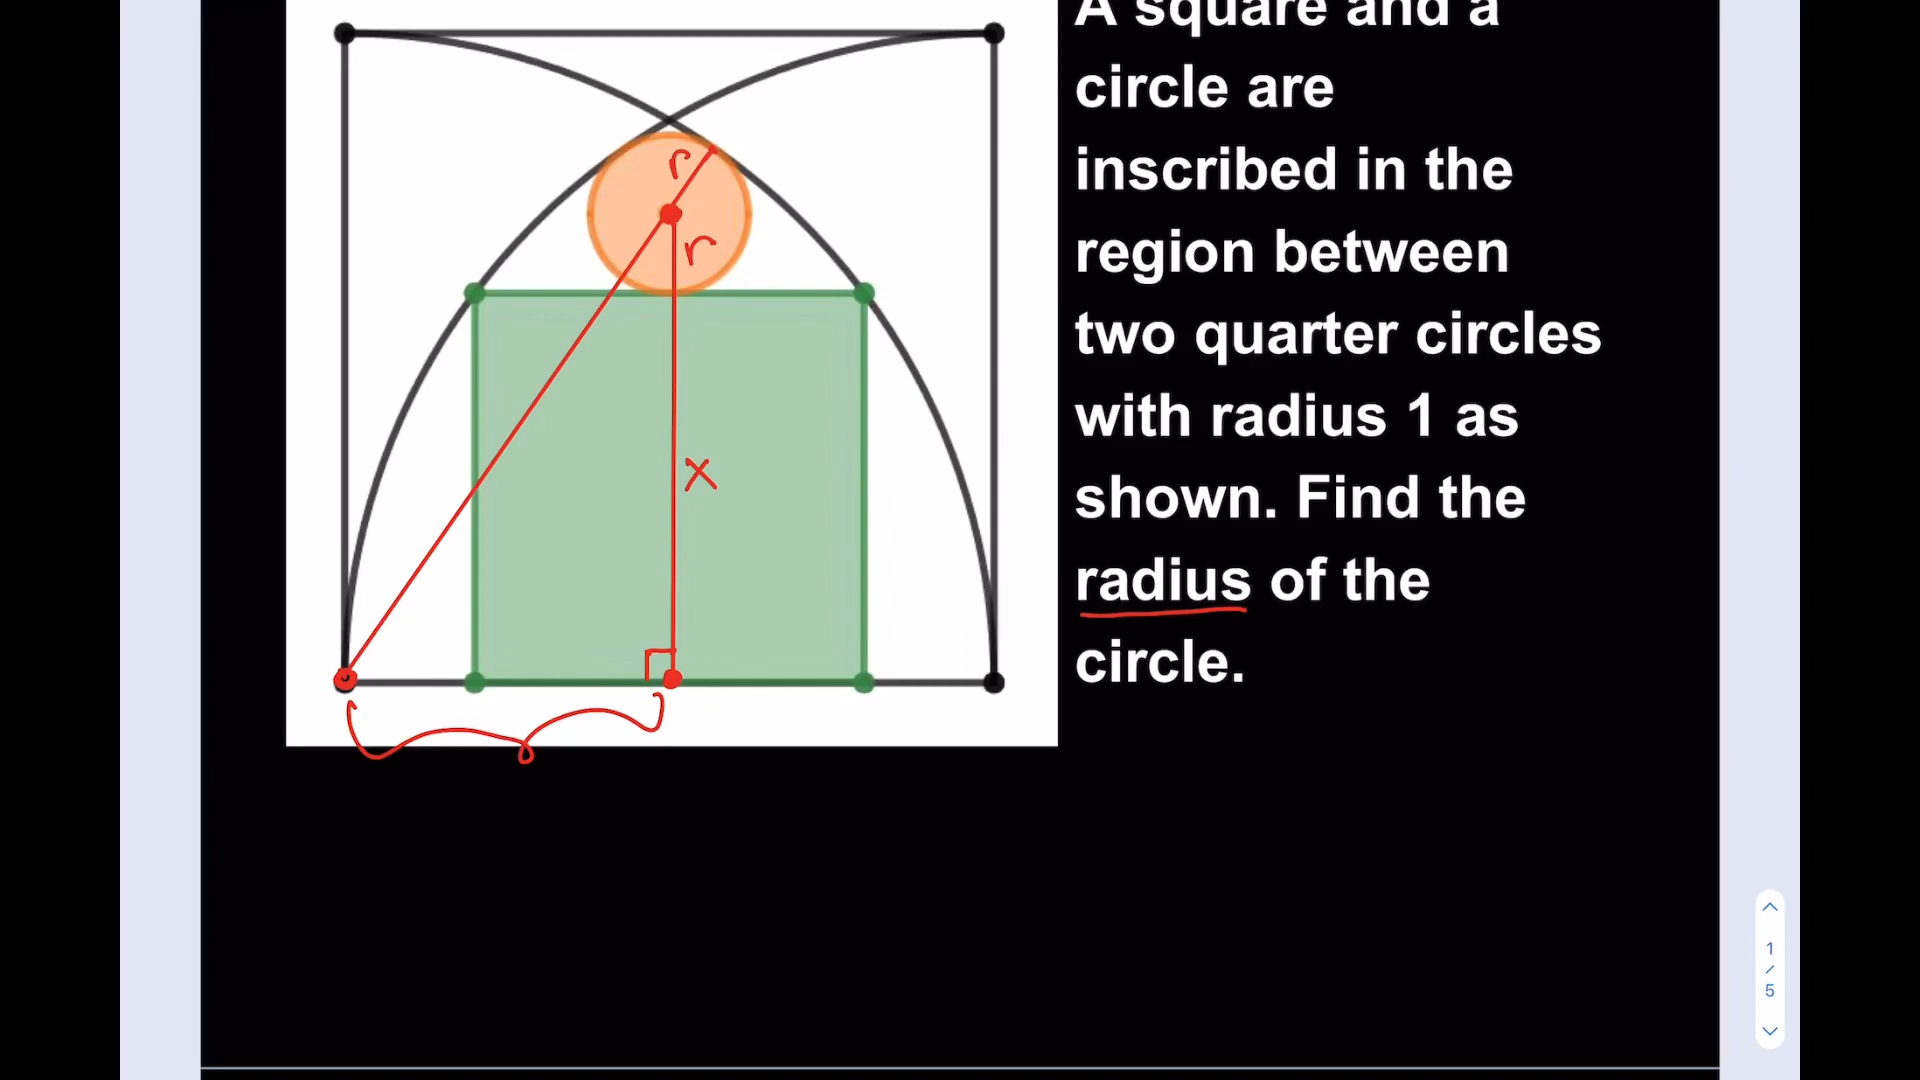 A square and a
circle are
inscribed in the
region between
two quarter circles
with radius 1 as
shown. Find the
radius of the
circle.
r
r
x
1
/
5